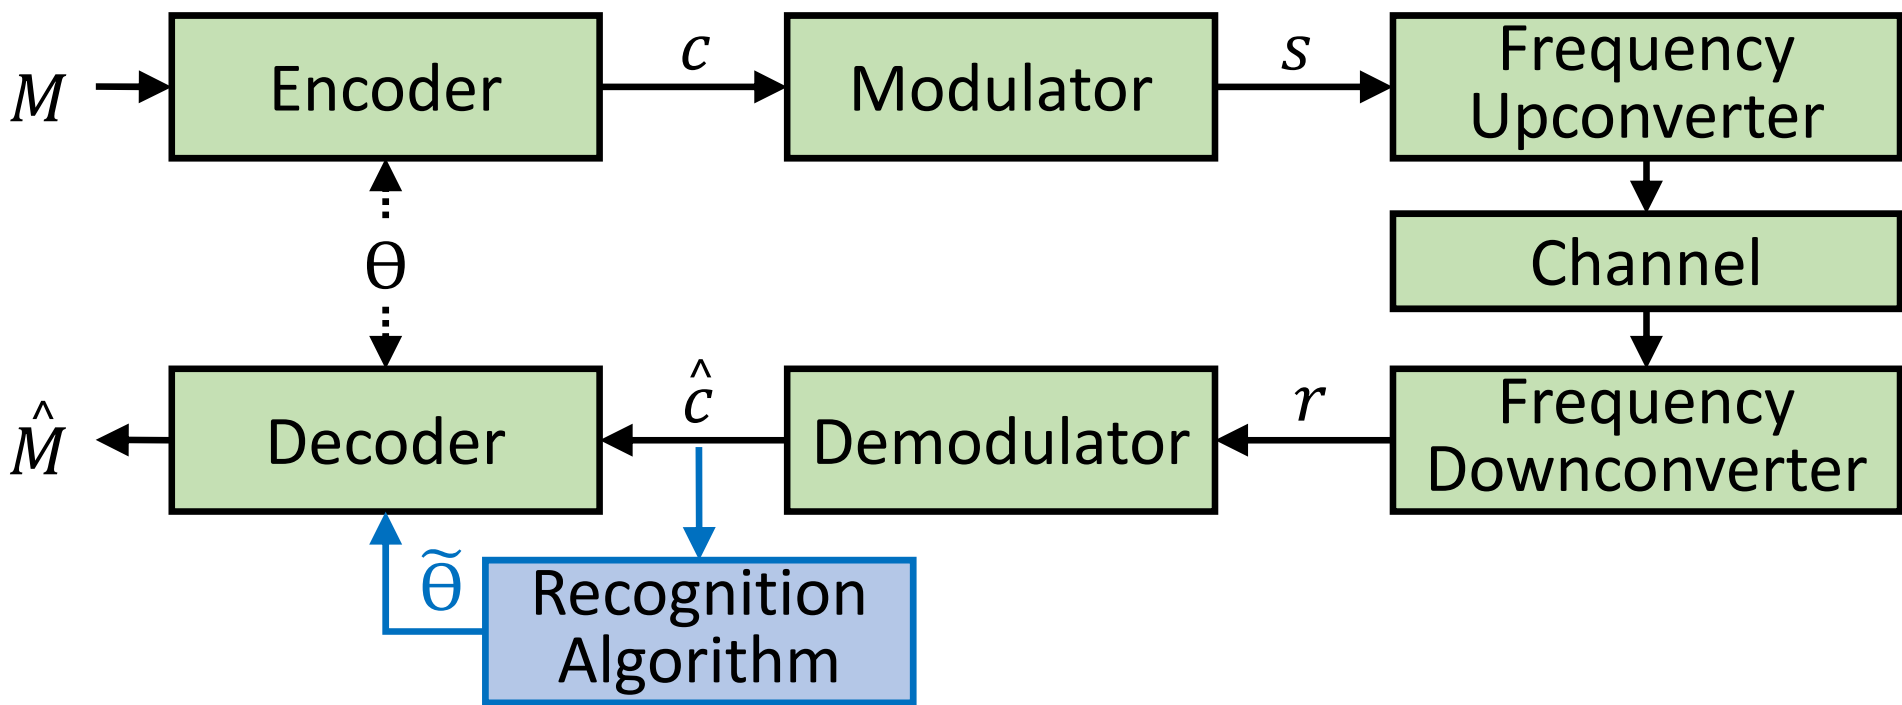 M
Encoder
c
Modulator
s
Frequency
Upconverter
Channel
Θ
M̂
Decoder
ĉ
Demodulator
r
Frequency
Downconverter
Θ̃
Recognition
Algorithm